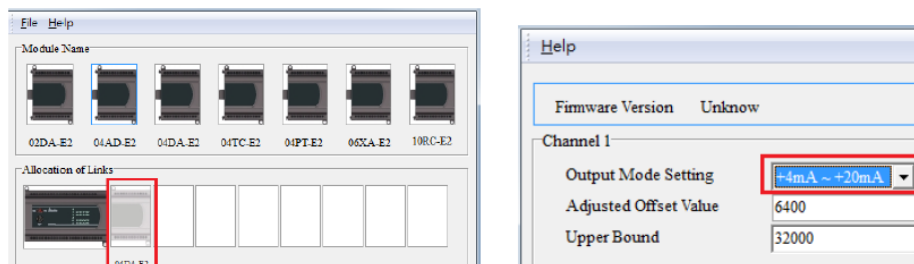 File Help
Module Name
02DA-E2 04AD-E2 04DA-E2 04TC-E2 04PT-E2 06XA-E2 10RC-E2
Allocation of Links
Help
Firmware Version Unknow
Channel 1
Output Mode Setting +4mA ~ +20mA
Adjusted Offset Value 6400
Upper Bound 32000